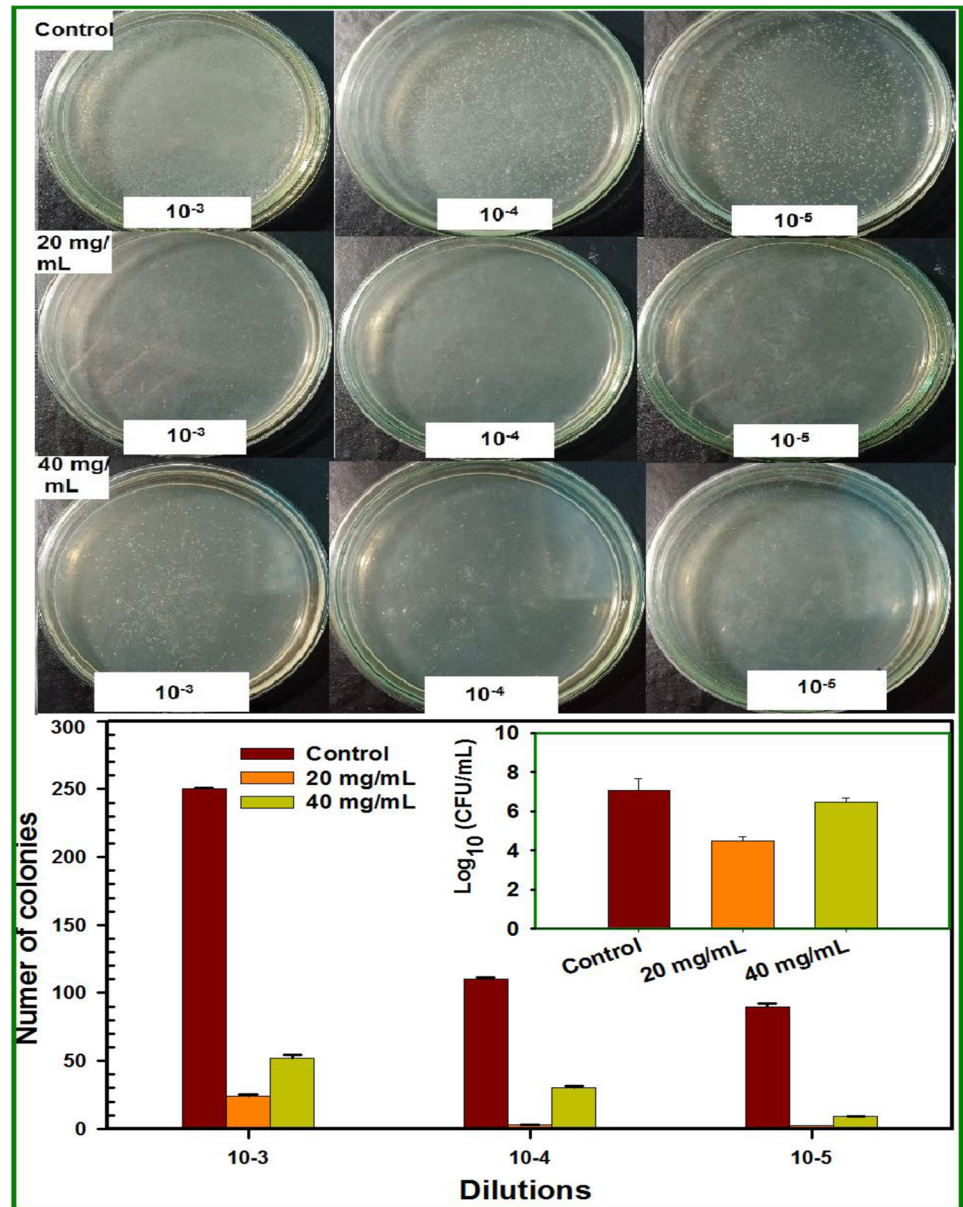 Control
10⁻³
10⁻⁴
10⁻⁵
20 mg/
mL
10⁻³
10⁻⁴
10⁻⁵
40 mg/
mL
10⁻³
10⁻⁴
10⁻⁵
Numer of colonies
300
250
200
150
100
50
0
Control
20 mg/mL
40 mg/mL
Log₁₀ (CFU/mL)
10
8
6
4
2
0
Control
20 mg/mL
40 mg/mL
10-3
10-4
10-5
Dilutions